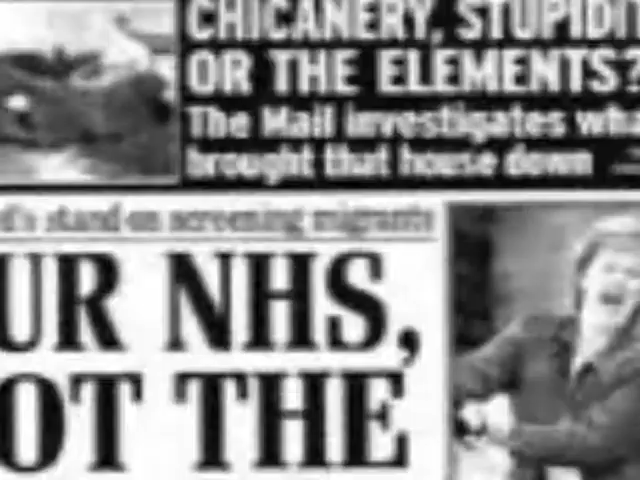 CHICANERY, STUPIDIT
OR THE ELEMENTS?
The Mail investigates wha
brought that house down
d's stand on screening migrants
UR NHS,
OT THE